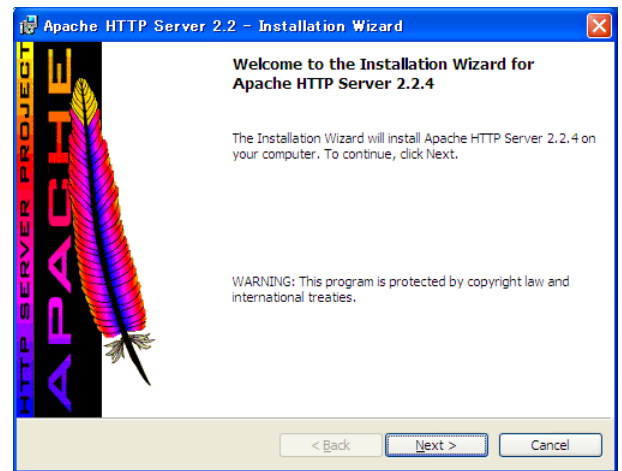 Apache HTTP Server 2.2 - Installation Wizard
HTTP SERVER PROJECT
APACHE
Welcome to the Installation Wizard for
Apache HTTP Server 2.2.4
The Installation Wizard will install Apache HTTP Server 2.2.4 on
your computer. To continue, click Next.
WARNING: This program is protected by copyright law and
international treaties.
< Back
Next >
Cancel